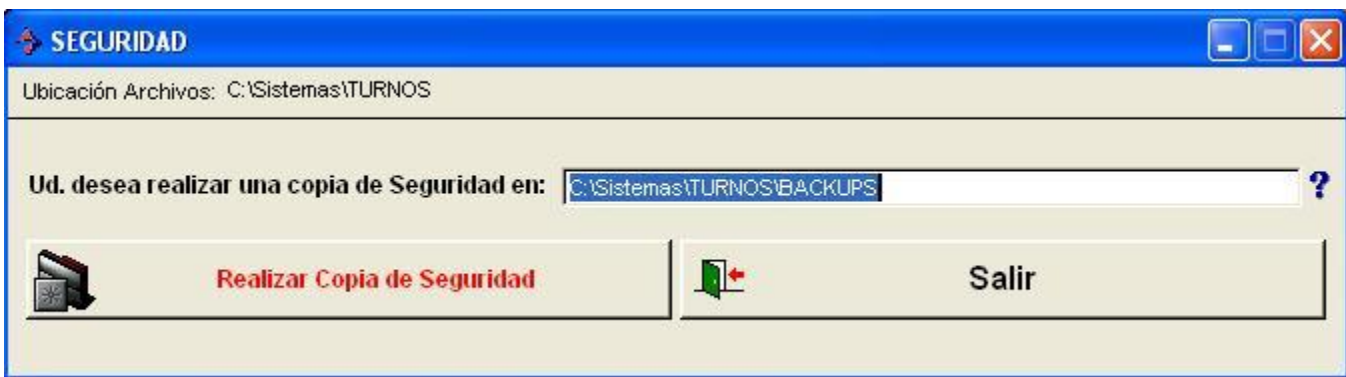 SEGURIDAD
Ubicación Archivos: C:\Sistemas\TURNOS
Ud. desea realizar una copia de Seguridad en: C:\Sistemas\TURNOS\BACKUPS ?
Realizar Copia de Seguridad Salir